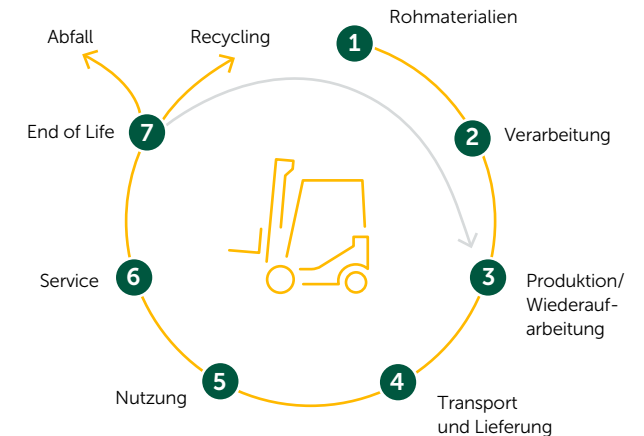 Rohmaterialien
1
2
Verarbeitung
3
Produktion/
Wiederauf-
arbeitung
4
Transport
und Lieferung
5
Nutzung
6
Service
7
End of Life
Abfall
Recycling